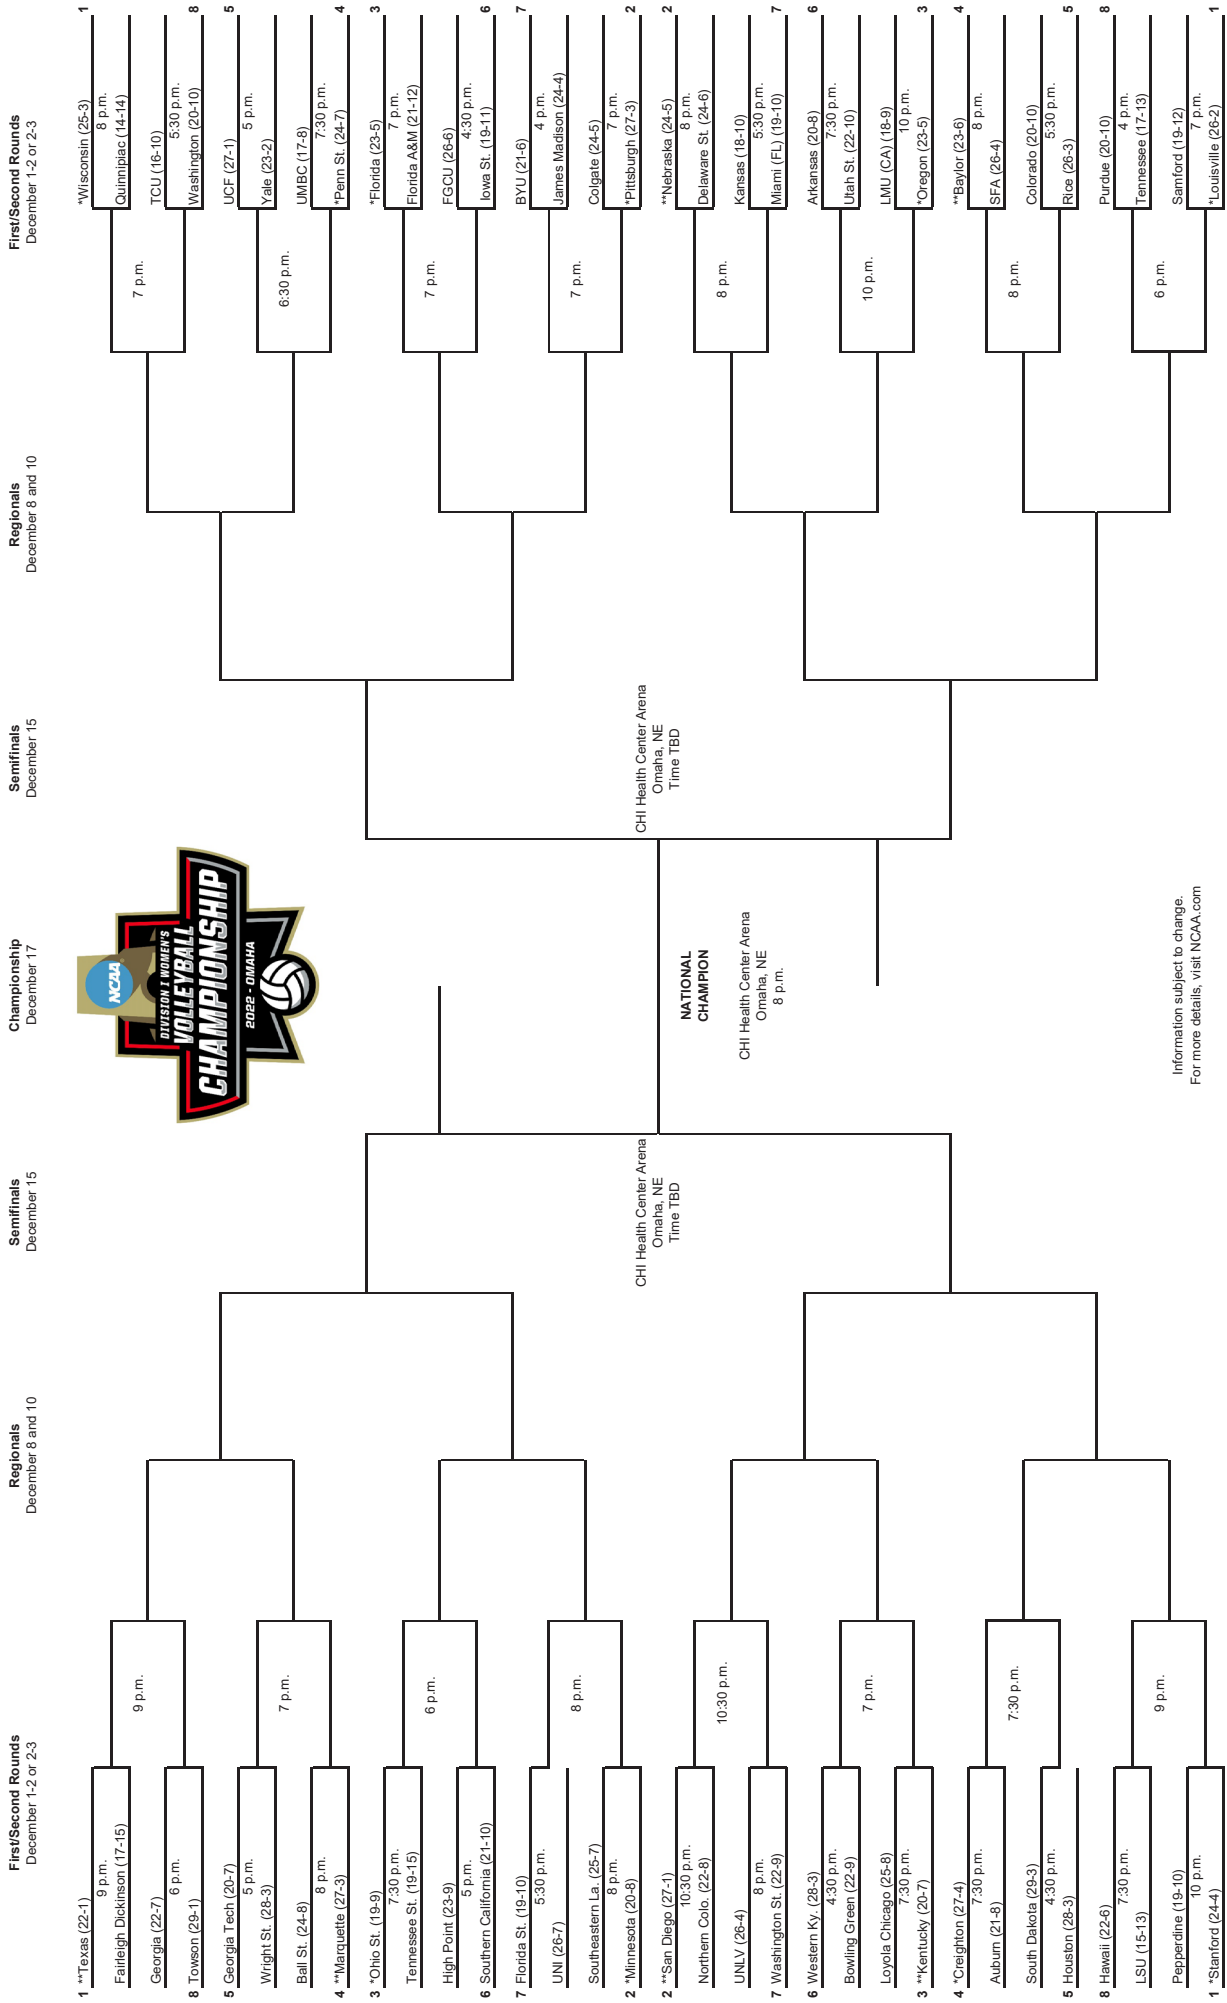 First/Second Rounds
December 1-2 or 2-3
Regionals
December 8 and 10
Semifinals
December 15
Championship
December 17
Semifinals
December 15
Regionals
December 8 and 10
First/Second Rounds
December 1-2 or 2-3
1 **Texas (22-1)
9 p.m.
Fairleigh Dickinson (17-15)
9 p.m.
Georgia (22-7)
6 p.m.
8 Towson (29-1)
5 Georgia Tech (20-7)
5 p.m.
Wright St. (28-3)
7 p.m.
Ball St. (24-8)
8 p.m.
4 **Marquette (27-3)
3 *Ohio St. (19-9)
7:30 p.m.
Tennessee St. (19-15)
6 p.m.
High Point (23-9)
5 p.m.
6 Southern California (21-10)
7 Florida St. (19-10)
5:30 p.m.
UNI (26-7)
8 p.m.
Southeastern La. (25-7)
8 p.m.
2 *Minnesota (20-8)
2 **San Diego (27-1)
10:30 p.m.
Northern Colo. (22-8)
10:30 p.m.
UNLV (26-4)
8 p.m.
7 Washington St. (22-9)
6 Western Ky. (28-3)
4:30 p.m.
Bowling Green (22-9)
7 p.m.
Loyola Chicago (25-8)
7:30 p.m.
3 **Kentucky (20-7)
4 *Creighton (27-4)
7:30 p.m.
Auburn (21-8)
7:30 p.m.
South Dakota (29-3)
4:30 p.m.
5 Houston (28-3)
8 Hawaii (22-6)
7:30 p.m.
LSU (15-13)
9 p.m.
Pepperdine (19-10)
10 p.m.
1 *Stanford (24-4)
CHI Health Center Arena
Omaha, NE
Time TBD
NCAA
DIVISION I WOMEN'S
VOLLEYBALL
CHAMPIONSHIP
2022 - OMAHA
NATIONAL
CHAMPION
CHI Health Center Arena
Omaha, NE
8 p.m.
Information subject to change.
For more details, visit NCAA.com
CHI Health Center Arena
Omaha, NE
Time TBD
*Wisconsin (25-3) 1
8 p.m.
Quinnipiac (14-14)
7 p.m.
TCU (16-10)
5:30 p.m.
Washington (20-10) 8
UCF (27-1) 5
5 p.m.
Yale (23-2)
6:30 p.m.
UMBC (17-8)
7:30 p.m.
*Penn St. (24-7) 4
*Florida (23-5) 3
7 p.m.
Florida A&M (21-12)
7 p.m.
FGCU (26-6)
4:30 p.m.
Iowa St. (19-11) 6
BYU (21-6) 7
4 p.m.
James Madison (24-4)
7 p.m.
Colgate (24-5)
7 p.m.
*Pittsburgh (27-3) 2
**Nebraska (24-5) 2
8 p.m.
Delaware St. (24-6)
8 p.m.
Kansas (18-10)
5:30 p.m.
Miami (FL) (19-10) 7
Arkansas (20-8) 6
7:30 p.m.
Utah St. (22-10)
10 p.m.
LMU (CA) (18-9)
10 p.m.
*Oregon (23-5) 3
**Baylor (23-6) 4
8 p.m.
SFA (26-4)
8 p.m.
Colorado (20-10)
5:30 p.m.
Rice (26-3) 5
Purdue (20-10) 8
4 p.m.
Tennessee (17-13)
6 p.m.
Samford (19-12)
7 p.m.
*Louisville (26-2) 1